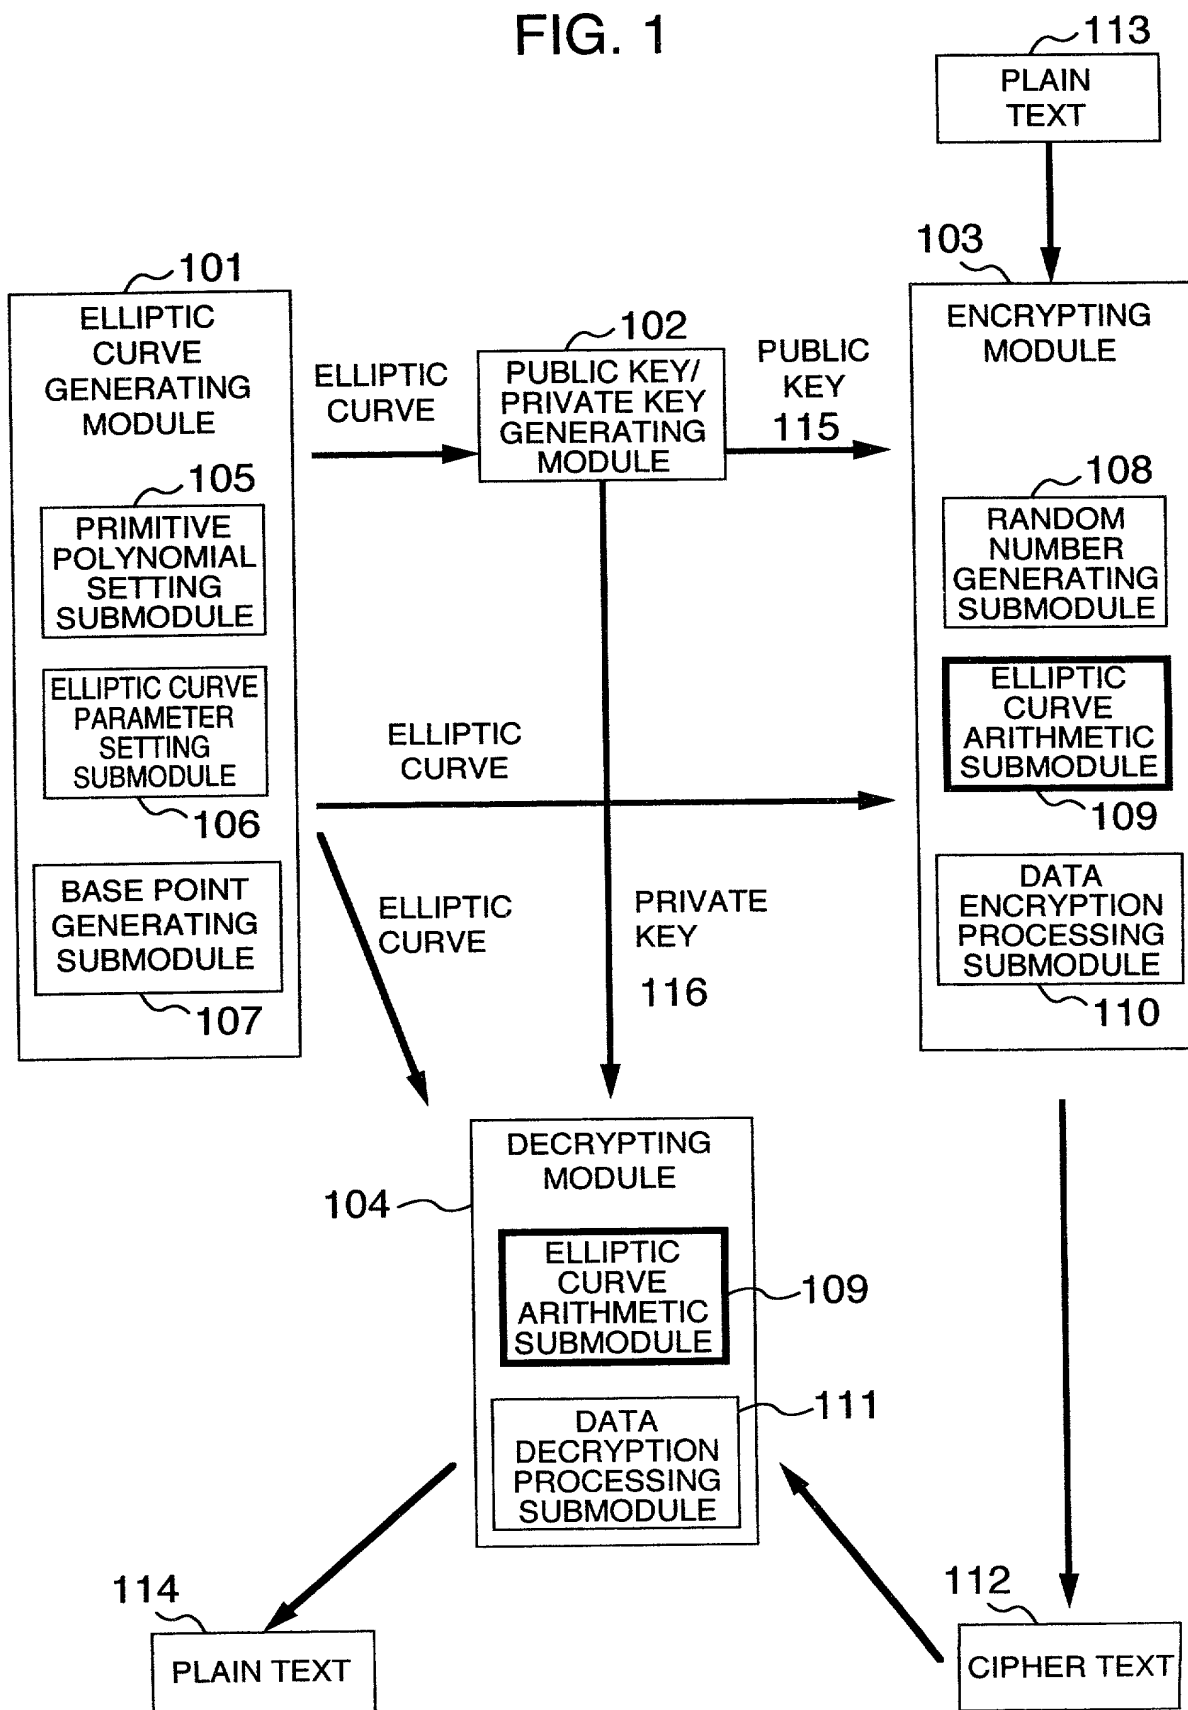 FIG. 1
113
PLAIN
TEXT
101
ELLIPTIC
CURVE
GENERATING
MODULE
105
PRIMITIVE
POLYNOMIAL
SETTING
SUBMODULE
ELLIPTIC CURVE
PARAMETER
SETTING
SUBMODULE
106
BASE POINT
GENERATING
SUBMODULE
107
ELLIPTIC
CURVE
102
PUBLIC KEY/
PRIVATE KEY
GENERATING
MODULE
PUBLIC
KEY
115
103
ENCRYPTING
MODULE
108
RANDOM
NUMBER
GENERATING
SUBMODULE
ELLIPTIC
CURVE
ARITHMETIC
SUBMODULE
109
DATA
ENCRYPTION
PROCESSING
SUBMODULE
110
ELLIPTIC
CURVE
ELLIPTIC
CURVE
PRIVATE
KEY
116
104
DECRYPTING
MODULE
ELLIPTIC
CURVE
ARITHMETIC
SUBMODULE
109
DATA
DECRYPTION
PROCESSING
SUBMODULE
111
114
PLAIN TEXT
112
CIPHER TEXT